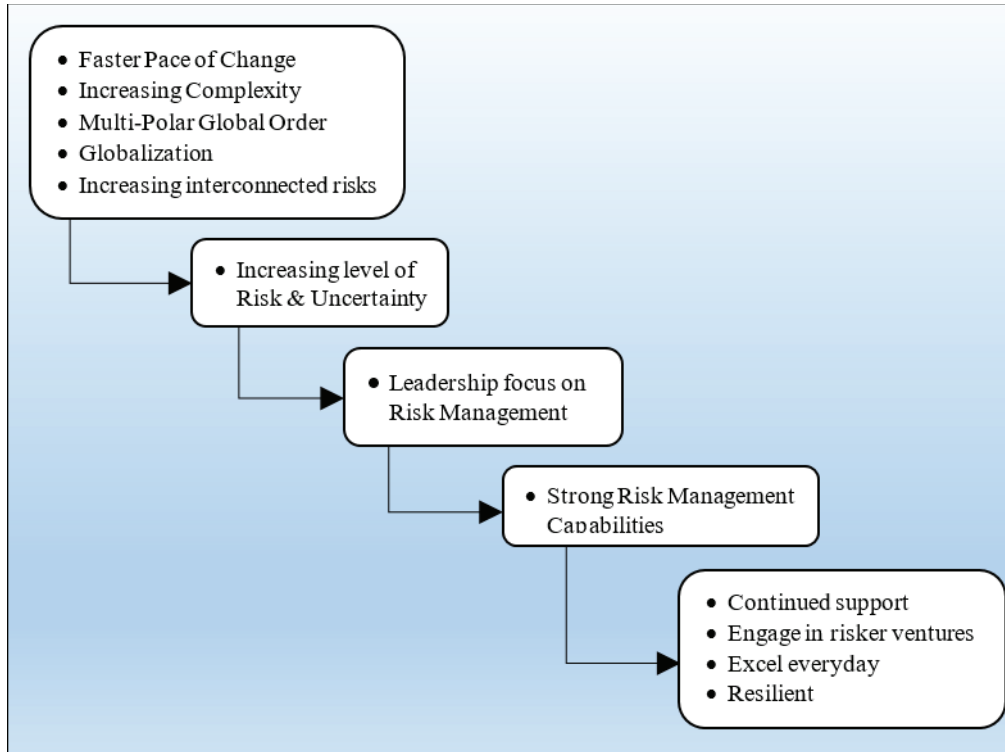 • Faster Pace of Change
• Increasing Complexity
• Multi-Polar Global Order
• Globalization
• Increasing interconnected risks
• Increasing level of
Risk & Uncertainty
• Leadership focus on
Risk Management
• Strong Risk Management
Capabilities
• Continued support
• Engage in risker ventures
• Excel everyday
• Resilient